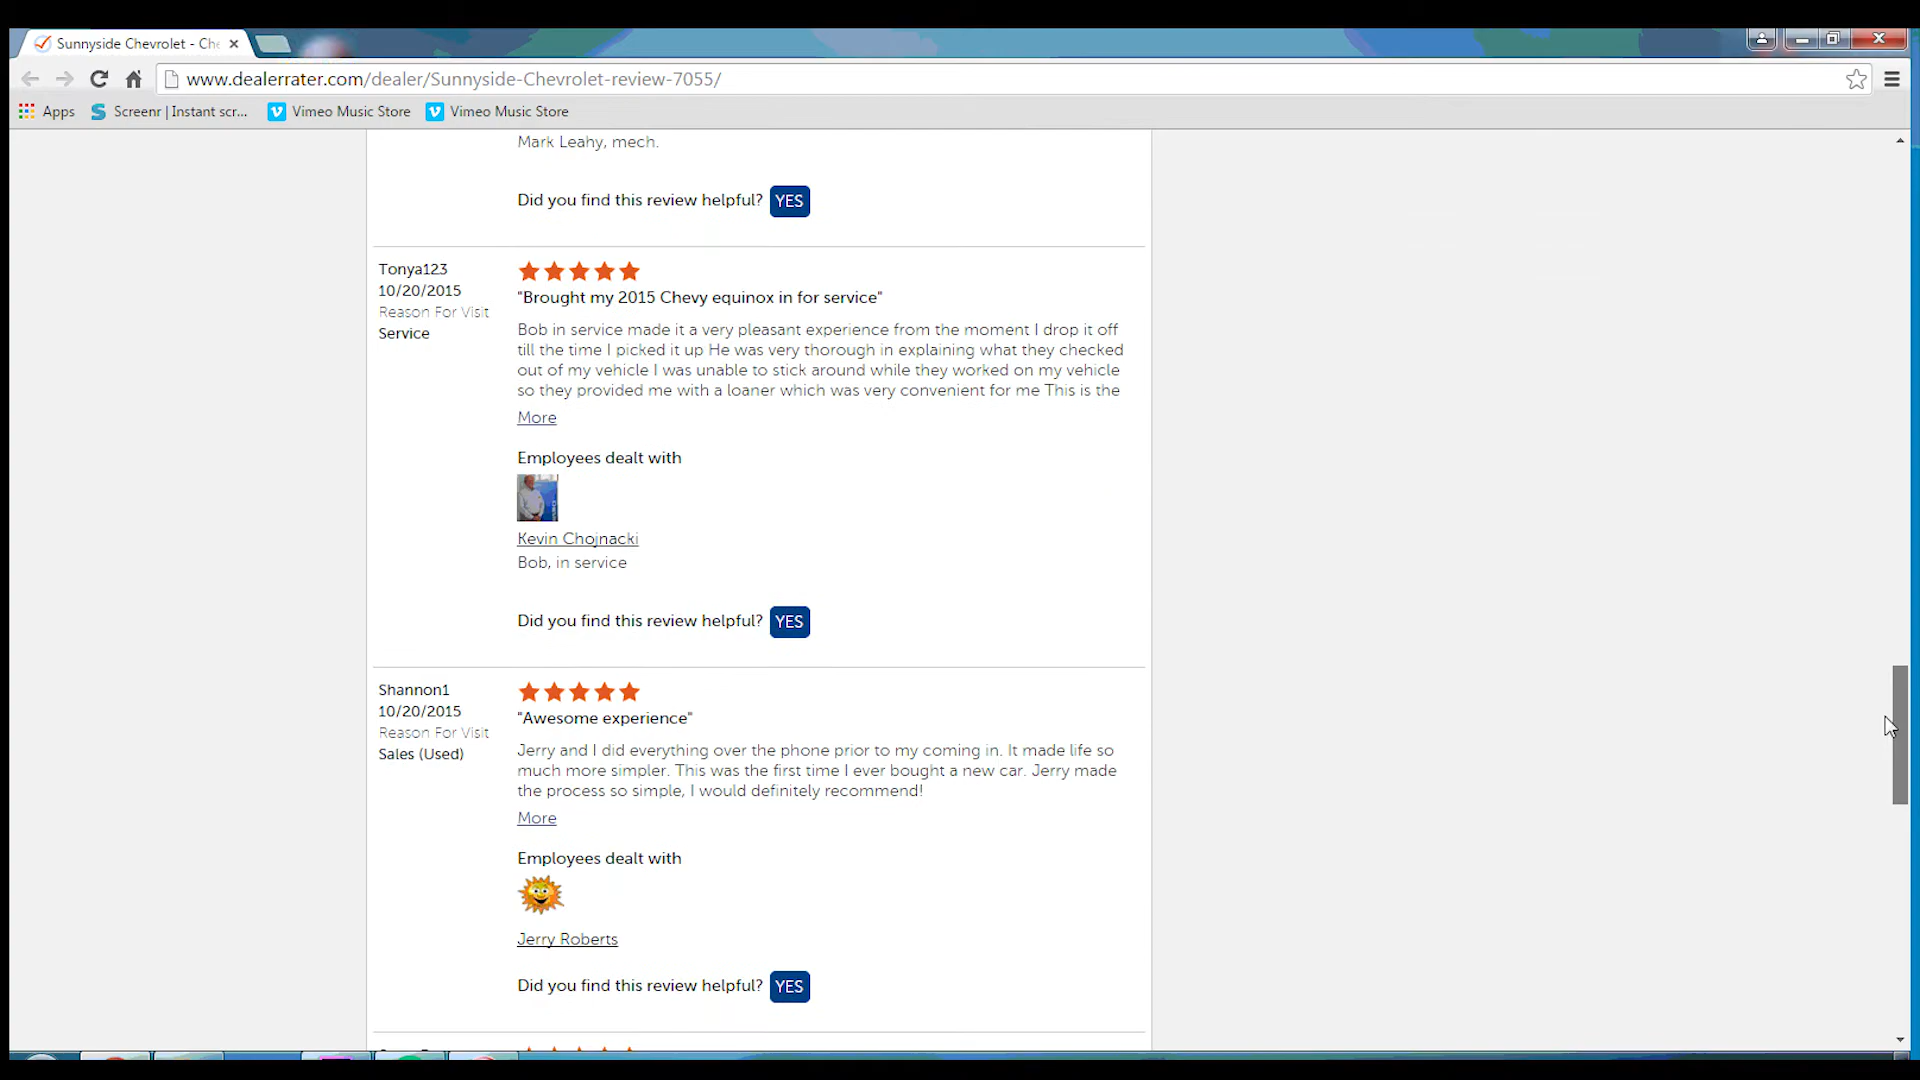 Sunnyside Chevrolet - Che
www.dealerrater.com/dealer/Sunnyside-Chevrolet-review-7055/
Apps
Screenr | Instant scr...
Vimeo Music Store
Vimeo Music Store
Mark Leahy, mech.
Did you find this review helpful? YES
Tonya123
10/20/2015
Reason For Visit
Service
"Brought my 2015 Chevy equinox in for service"
Bob in service made it a very pleasant experience from the moment I drop it off
till the time I picked it up He was very thorough in explaining what they checked
out of my vehicle I was unable to stick around while they worked on my vehicle
so they provided me with a loaner which was very convenient for me This is the
More
Employees dealt with
Kevin Chojnacki
Bob, in service
Did you find this review helpful? YES
Shannon1
10/20/2015
Reason For Visit
Sales (Used)
"Awesome experience"
Jerry and I did everything over the phone prior to my coming in. It made life so
much more simpler. This was the first time I ever bought a new car. Jerry made
the process so simple, I would definitely recommend!
More
Employees dealt with
Jerry Roberts
Did you find this review helpful? YES